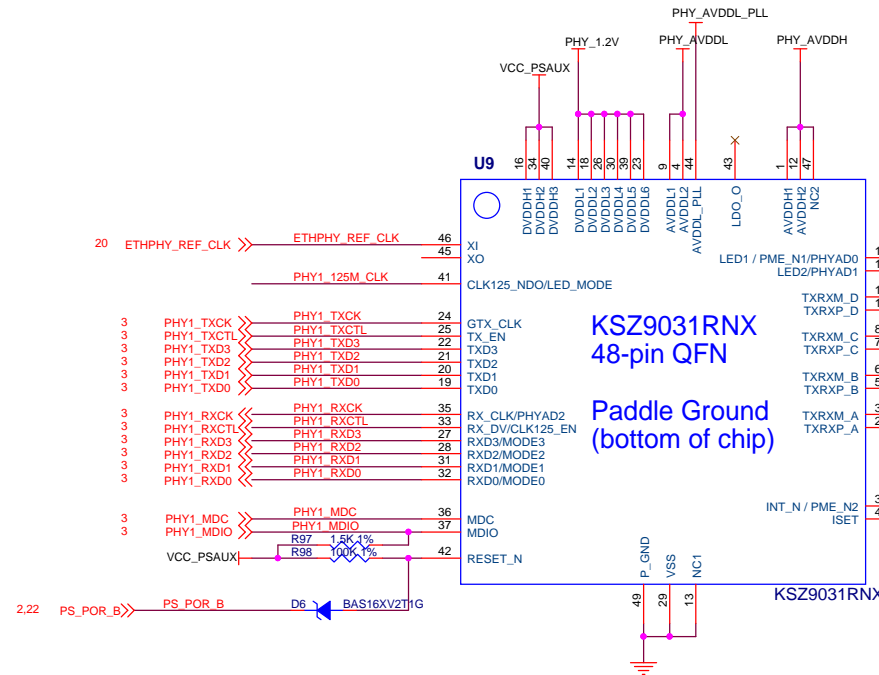 PHY_AVDDL_PLL
PHY_1.2V
PHY_AVDDL
PHY_AVDDH
VCC_PSAUX
U9
16
34
40
14
18
26
30
39
23
9
4
44
43
1
12
47
DVDDH1
DVDDH2
DVDDH3
DVDDL1
DVDDL2
DVDDL3
DVDDL4
DVDDL5
DVDDL6
AVDDL1
AVDDL2
AVDDL_PLL
LDO_O
AVDDH1
AVDDH2
NC2
20 ETHPHY_REF_CLK ETHPHY_REF_CLK 46 XI
45 XO
PHY1_125M_CLK 41 CLK125_NDO/LED_MODE
LED1 / PME_N1/PHYAD0
LED2/PHYAD1
TXRXM_D
TXRXP_D
TXRXM_C 8
TXRXP_C 7
TXRXM_B 6
TXRXP_B 5
TXRXM_A 3
TXRXP_A 2
3 PHY1_TXCK PHY1_TXCK 24 GTX_CLK
3 PHY1_TXCTL PHY1_TXCTL 25 TX_EN
3 PHY1_TXD3 PHY1_TXD3 22 TXD3
3 PHY1_TXD2 PHY1_TXD2 21 TXD2
3 PHY1_TXD1 PHY1_TXD1 20 TXD1
3 PHY1_TXD0 PHY1_TXD0 19 TXD0
KSZ9031RNX
48-pin QFN
Paddle Ground
(bottom of chip)
3 PHY1_RXCK PHY1_RXCK 35 RX_CLK/PHYAD2
3 PHY1_RXCTL PHY1_RXCTL 33 RX_DV/CLK125_EN
3 PHY1_RXD3 PHY1_RXD3 27 RXD3/MODE3
3 PHY1_RXD2 PHY1_RXD2 28 RXD2/MODE2
3 PHY1_RXD1 PHY1_RXD1 31 RXD1/MODE1
3 PHY1_RXD0 PHY1_RXD0 32 RXD0/MODE0
INT_N / PME_N2
ISET
3 PHY1_MDC PHY1_MDC 36 MDC
3 PHY1_MDIO PHY1_MDIO 37 MDIO
R97 1.5K 1%
VCC_PSAUX R98 100K 1% 42 RESET_N
P_GND
VSS
NC1
49
29
13
KSZ9031RNX
2,22 PS_POR_B PS_POR_B D6 BAS16XV2T1G